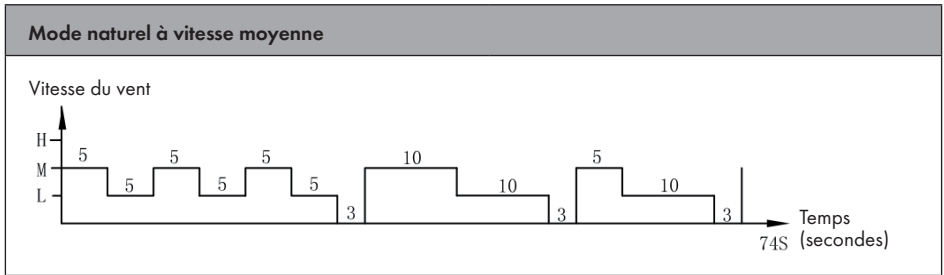 Mode naturel à vitesse moyenne
Vitesse du vent
H
5 5 5 10 5
M
5 5 5 10 10
L
3 3 3
Temps
74S (secondes)